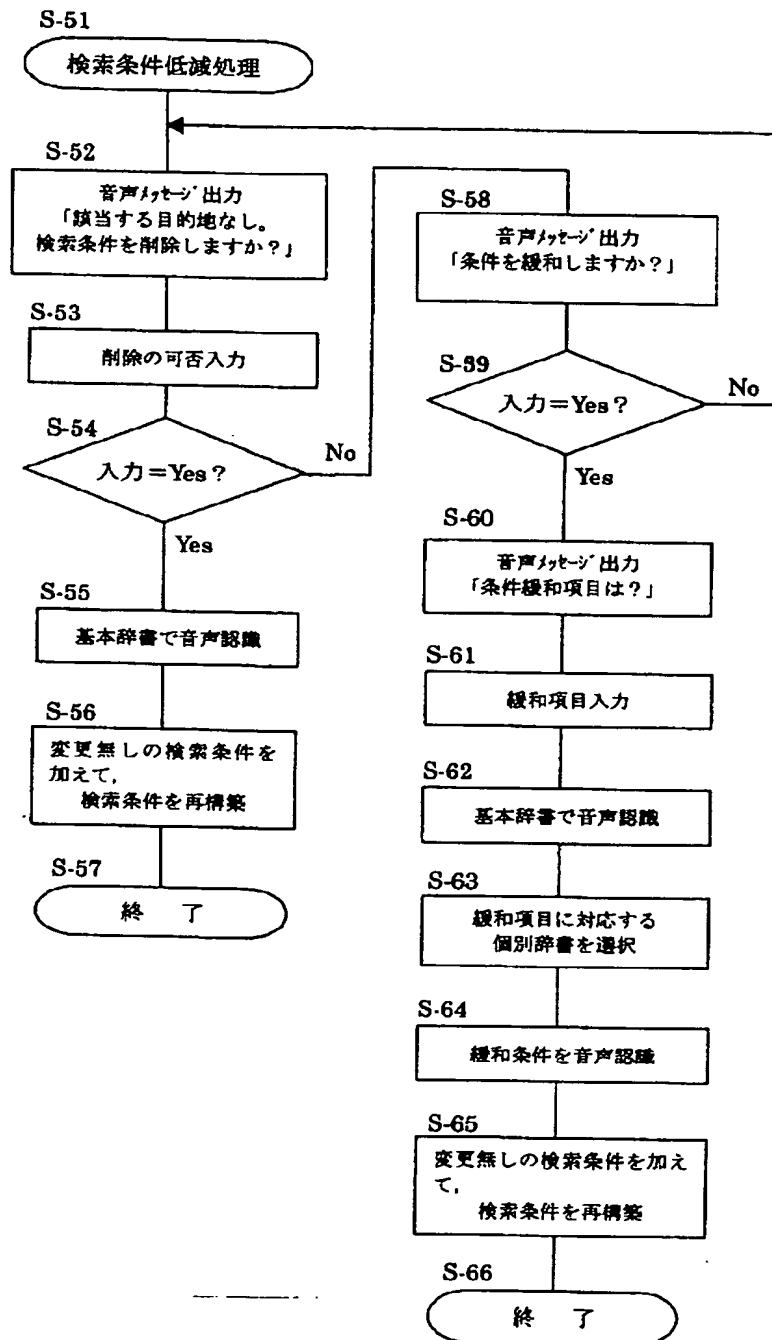 S-51
検索条件低減処理
S-52
音声メッセージ出力
「該当する目的地なし。
検索条件を削除しますか？」
S-53
削除の可否入力
S-54
入力＝Yes？
No
Yes
S-55
基本辞書で音声認識
S-56
変更無しの検索条件を
加えて，
検索条件を再構築
S-57
終 了
S-58
音声メッセージ出力
「条件を緩和しますか？」
S-39
入力＝Yes？
No
Yes
S-60
音声メッセージ出力
「条件緩和項目は？」
S-61
緩和項目入力
S-62
基本辞書で音声認識
S-63
緩和項目に対応する
個別辞書を選択
S-64
緩和条件を音声認識
S-65
変更無しの検索条件を加え
て，
検索条件を再構築
S-66
終 了